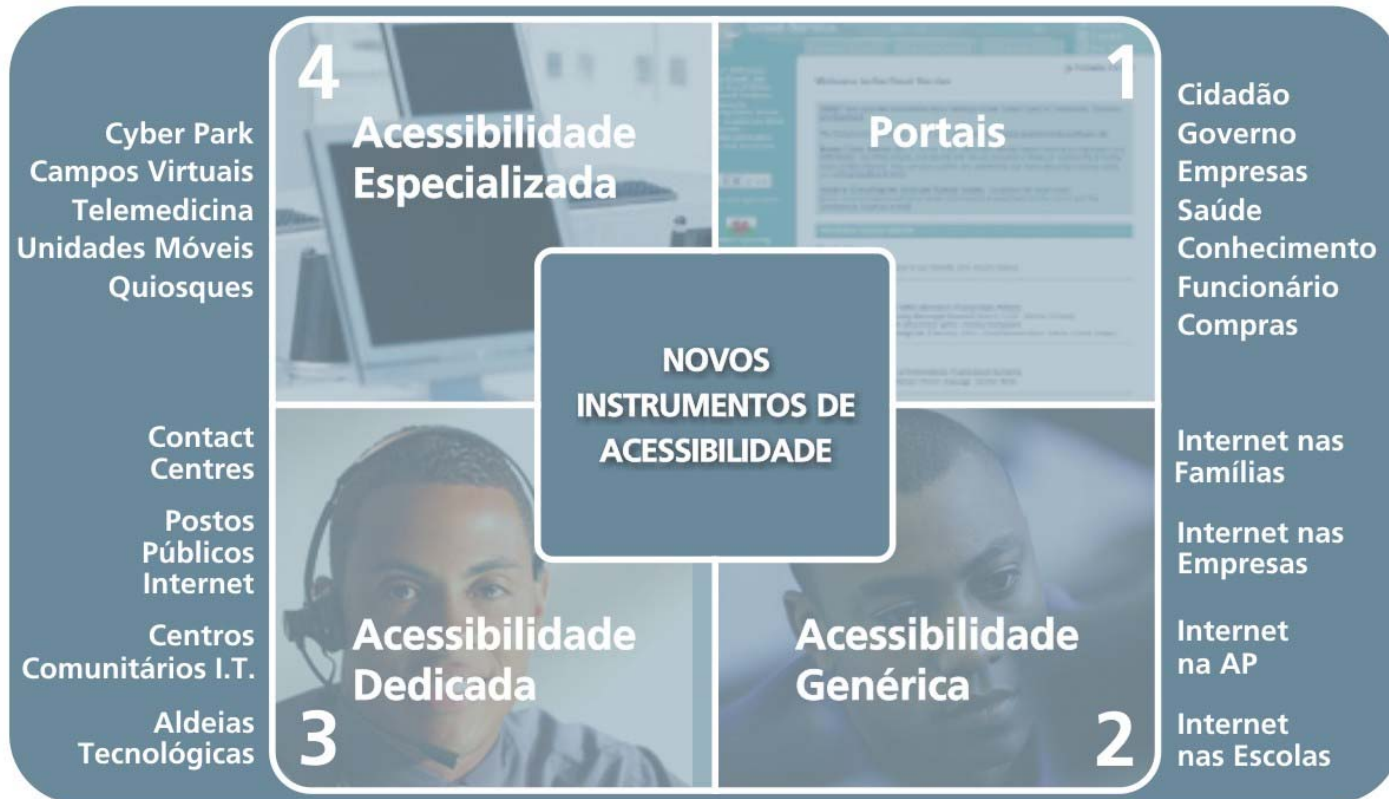 4
Acessibilidade
Especializada
Cyber Park
Campos Virtuais
Telemedicina
Unidades Móveis
Quiosques
1
Portais
Cidadão
Governo
Empresas
Saúde
Conhecimento
Funcionário
Compras
NOVOS
INSTRUMENTOS DE
ACESSIBILIDADE
Contact
Centres
Postos
Públicos
Internet
Centros
Comunitários I.T.
Aldeias
Tecnológicas
Acessibilidade
Dedicada
3
Acessibilidade
Genérica
2
Internet nas
Famílias
Internet nas
Empresas
Internet
na AP
Internet
nas Escolas